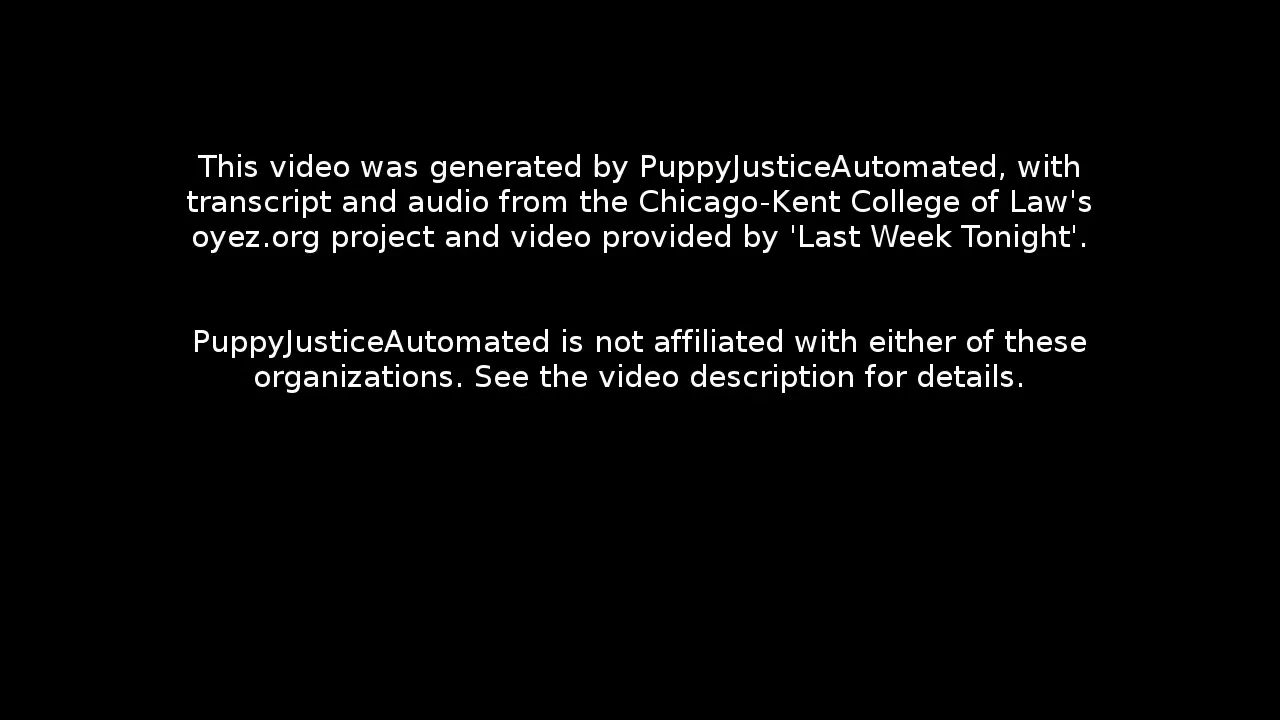 This video was generated by PuppyJusticeAutomated, with
transcript and audio from the Chicago-Kent College of Law's
oyez.org project and video provided by 'Last Week Tonight'.
PuppyJusticeAutomated is not affiliated with either of these
organizations. See the video description for details.